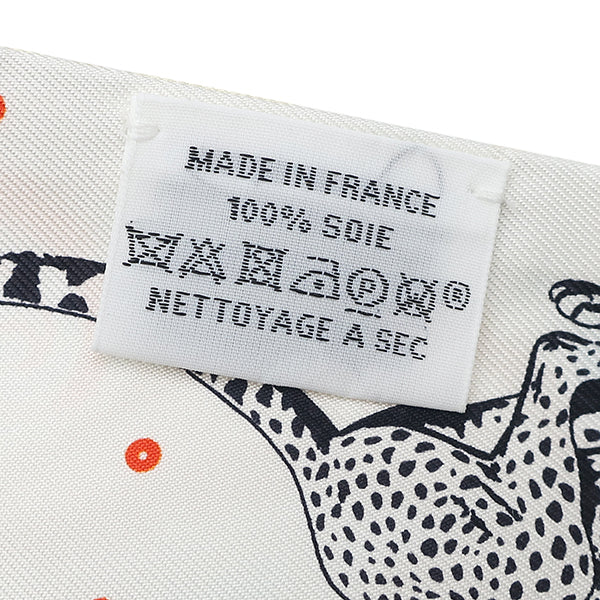 MADE IN FRANCE
100% SOIE
®
NETTOYAGE A SEC